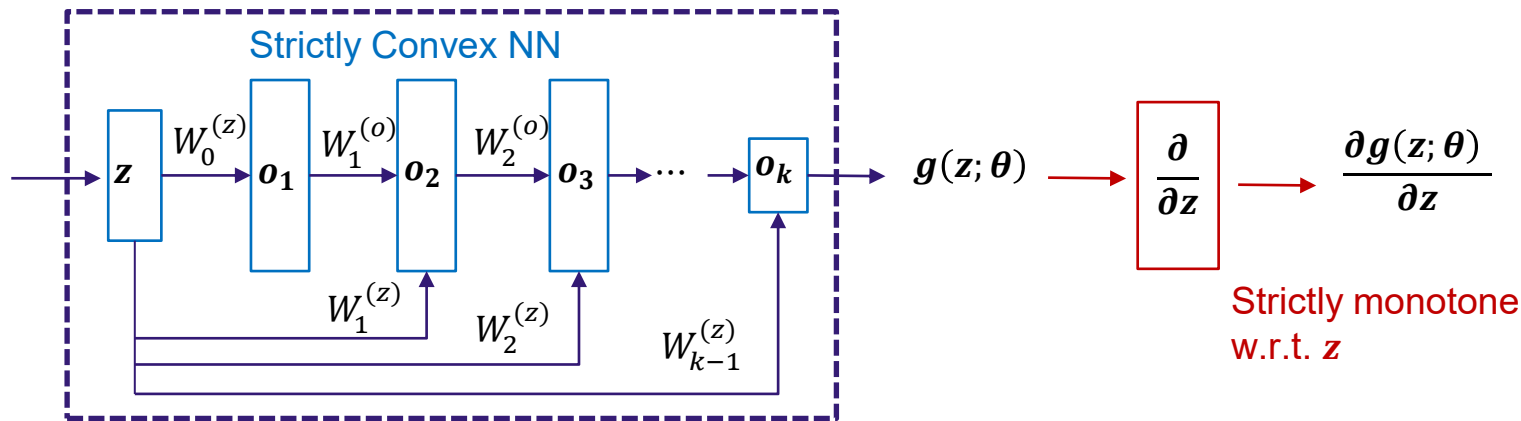 Strictly Convex NN
z
W_0^{(z)}
o_1
W_1^{(o)}
o_2
W_2^{(o)}
o_3
⋯
o_k
g(z; θ)
∂/∂z
∂g(z; θ)/∂z
W_1^{(z)}
W_2^{(z)}
W_{k−1}^{(z)}
Strictly monotone
w.r.t. z